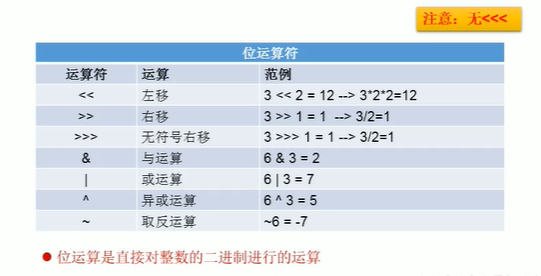 注意：无<<<
位运算符
运算符 运算 范例
<< 左移 3 << 2 = 12 --> 3*2*2=12
>> 右移 3 >> 1 = 1 --> 3/2=1
>>> 无符号右移 3 >>> 1 = 1 --> 3/2=1
& 与运算 6 & 3 = 2
| 或运算 6 | 3 = 7
^ 异或运算 6 ^ 3 = 5
~ 取反运算 ~6 = -7
● 位运算是直接对整数的二进制进行的运算